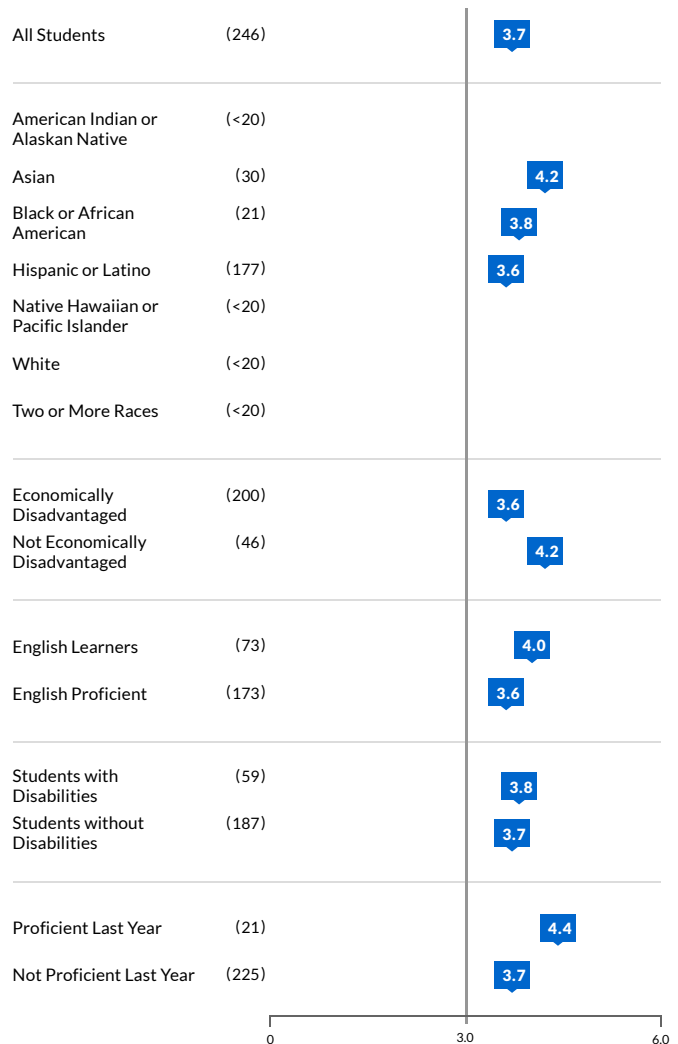 All Students (246) 3.7
American Indian or (<20)
Alaskan Native
Asian (30) 4.2
Black or African (21) 3.8
American
Hispanic or Latino (177) 3.6
Native Hawaiian or (<20)
Pacific Islander
White (<20)
Two or More Races (<20)
Economically (200) 3.6
Disadvantaged
Not Economically (46) 4.2
Disadvantaged
English Learners (73) 4.0
English Proficient (173) 3.6
Students with (59) 3.8
Disabilities
Students without (187) 3.7
Disabilities
Proficient Last Year (21) 4.4
Not Proficient Last Year (225) 3.7
0 3.0 6.0